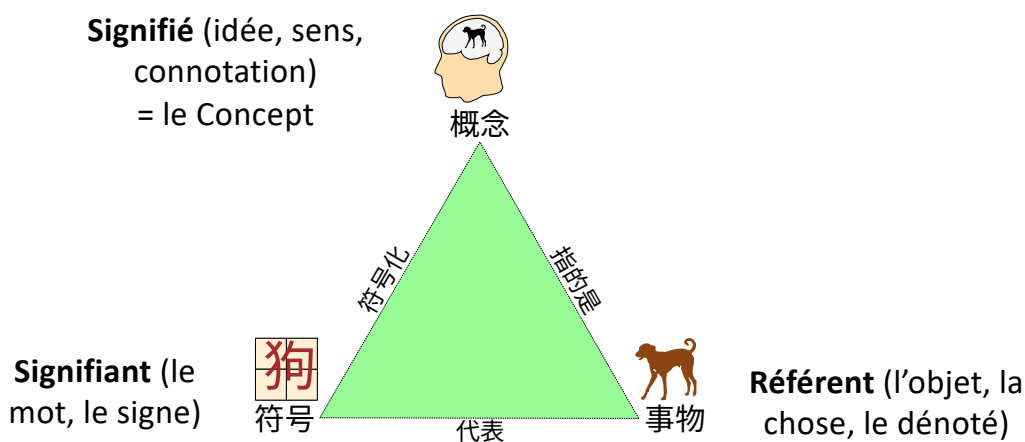 Signifié (idée, sens,
connotation)
= le Concept
概念
符号化
指的是
狗
Signifiant (le
mot, le signe)
符号
代表
事物
Référent (l’objet, la
chose, le dénoté)